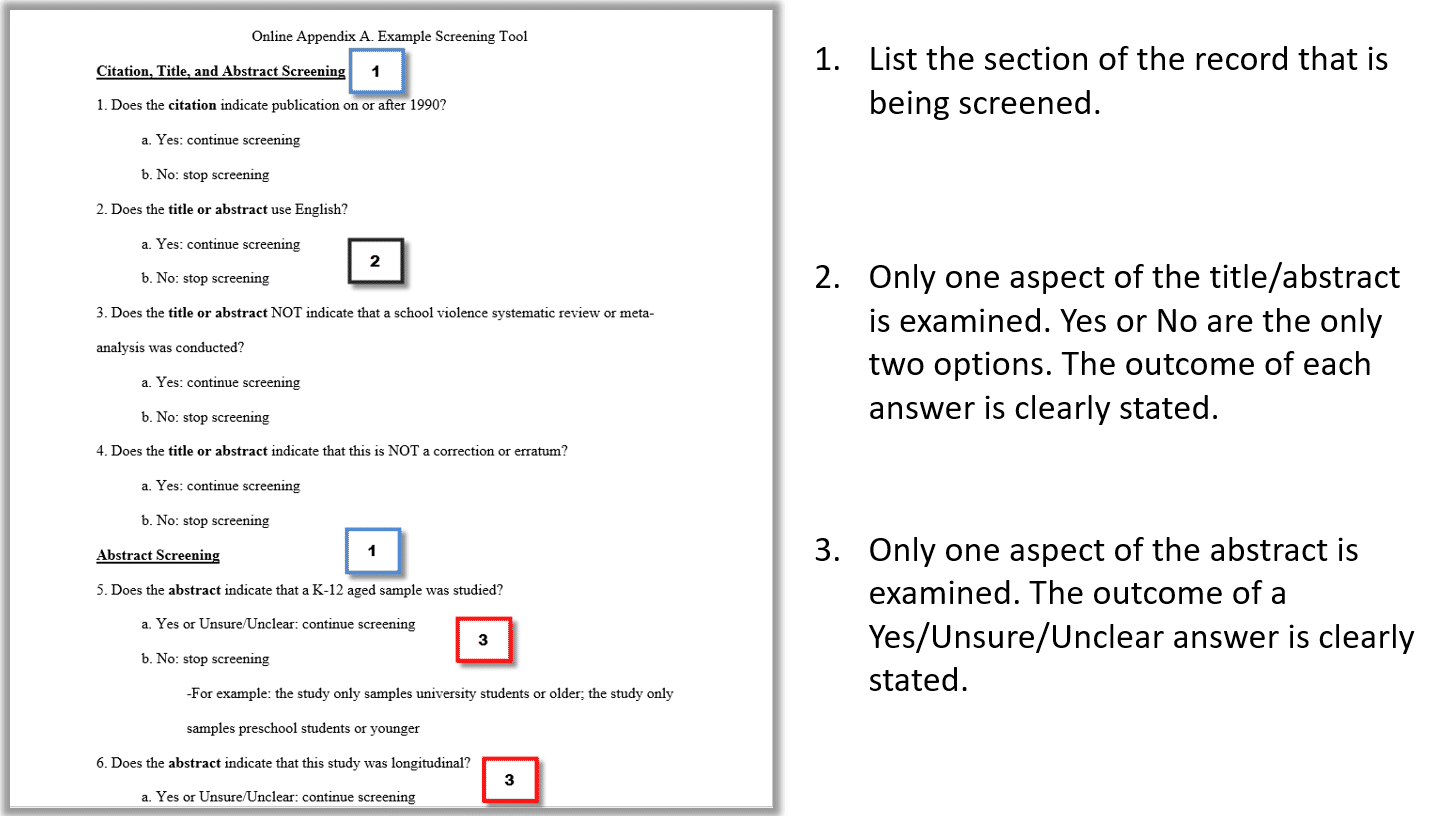 Online Appendix A. Example Screening Tool
Citation, Title, and Abstract Screening 1
1. Does the citation indicate publication on or after 1990?
a. Yes: continue screening
b. No: stop screening
2. Does the title or abstract use English?
a. Yes: continue screening
2
b. No: stop screening
3. Does the title or abstract NOT indicate that a school violence systematic review or meta-
analysis was conducted?
a. Yes: continue screening
b. No: stop screening
4. Does the title or abstract indicate that this is NOT a correction or erratum?
a. Yes: continue screening
b. No: stop screening
Abstract Screening 1
5. Does the abstract indicate that a K-12 aged sample was studied?
a. Yes or Unsure/Unclear: continue screening
3
b. No: stop screening
-For example: the study only samples university students or older; the study only
samples preschool students or younger
6. Does the abstract indicate that this study was longitudinal?
3
a. Yes or Unsure/Unclear: continue screening
1. List the section of the record that is
being screened.
2. Only one aspect of the title/abstract
is examined. Yes or No are the only
two options. The outcome of each
answer is clearly stated.
3. Only one aspect of the abstract is
examined. The outcome of a
Yes/Unsure/Unclear answer is clearly
stated.